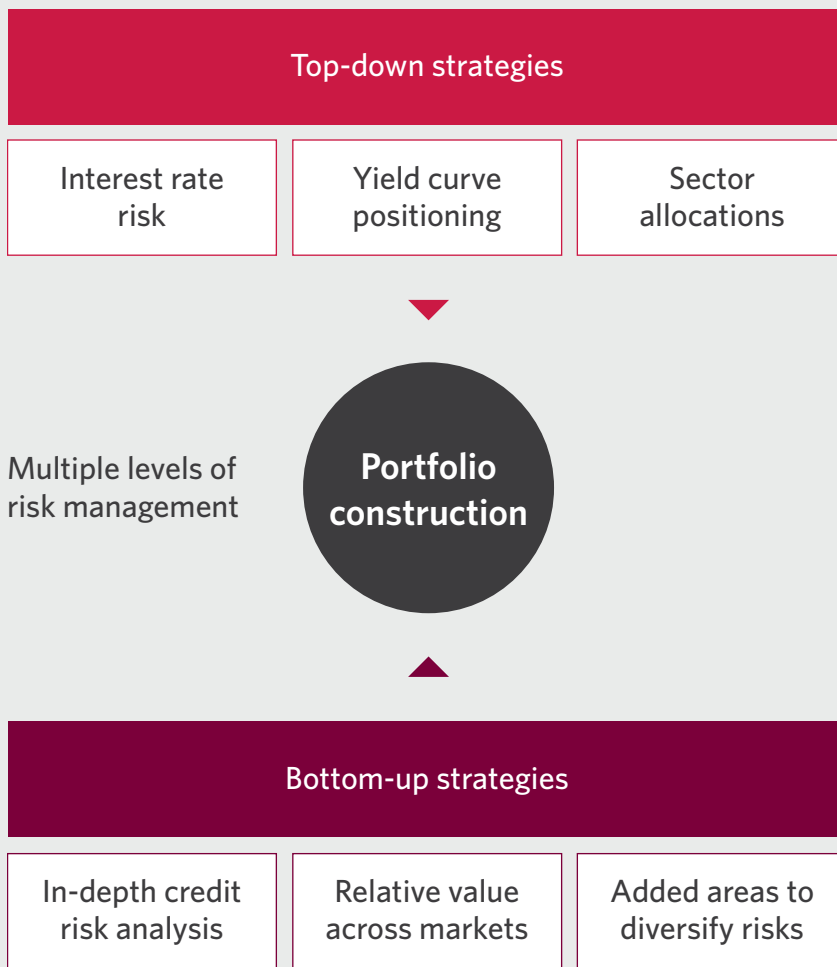 Top-down strategies
Interest rate
risk
Yield curve
positioning
Sector
allocations
Multiple levels of
risk management
Portfolio
construction
Bottom-up strategies
In-depth credit
risk analysis
Relative value
across markets
Added areas to
diversify risks